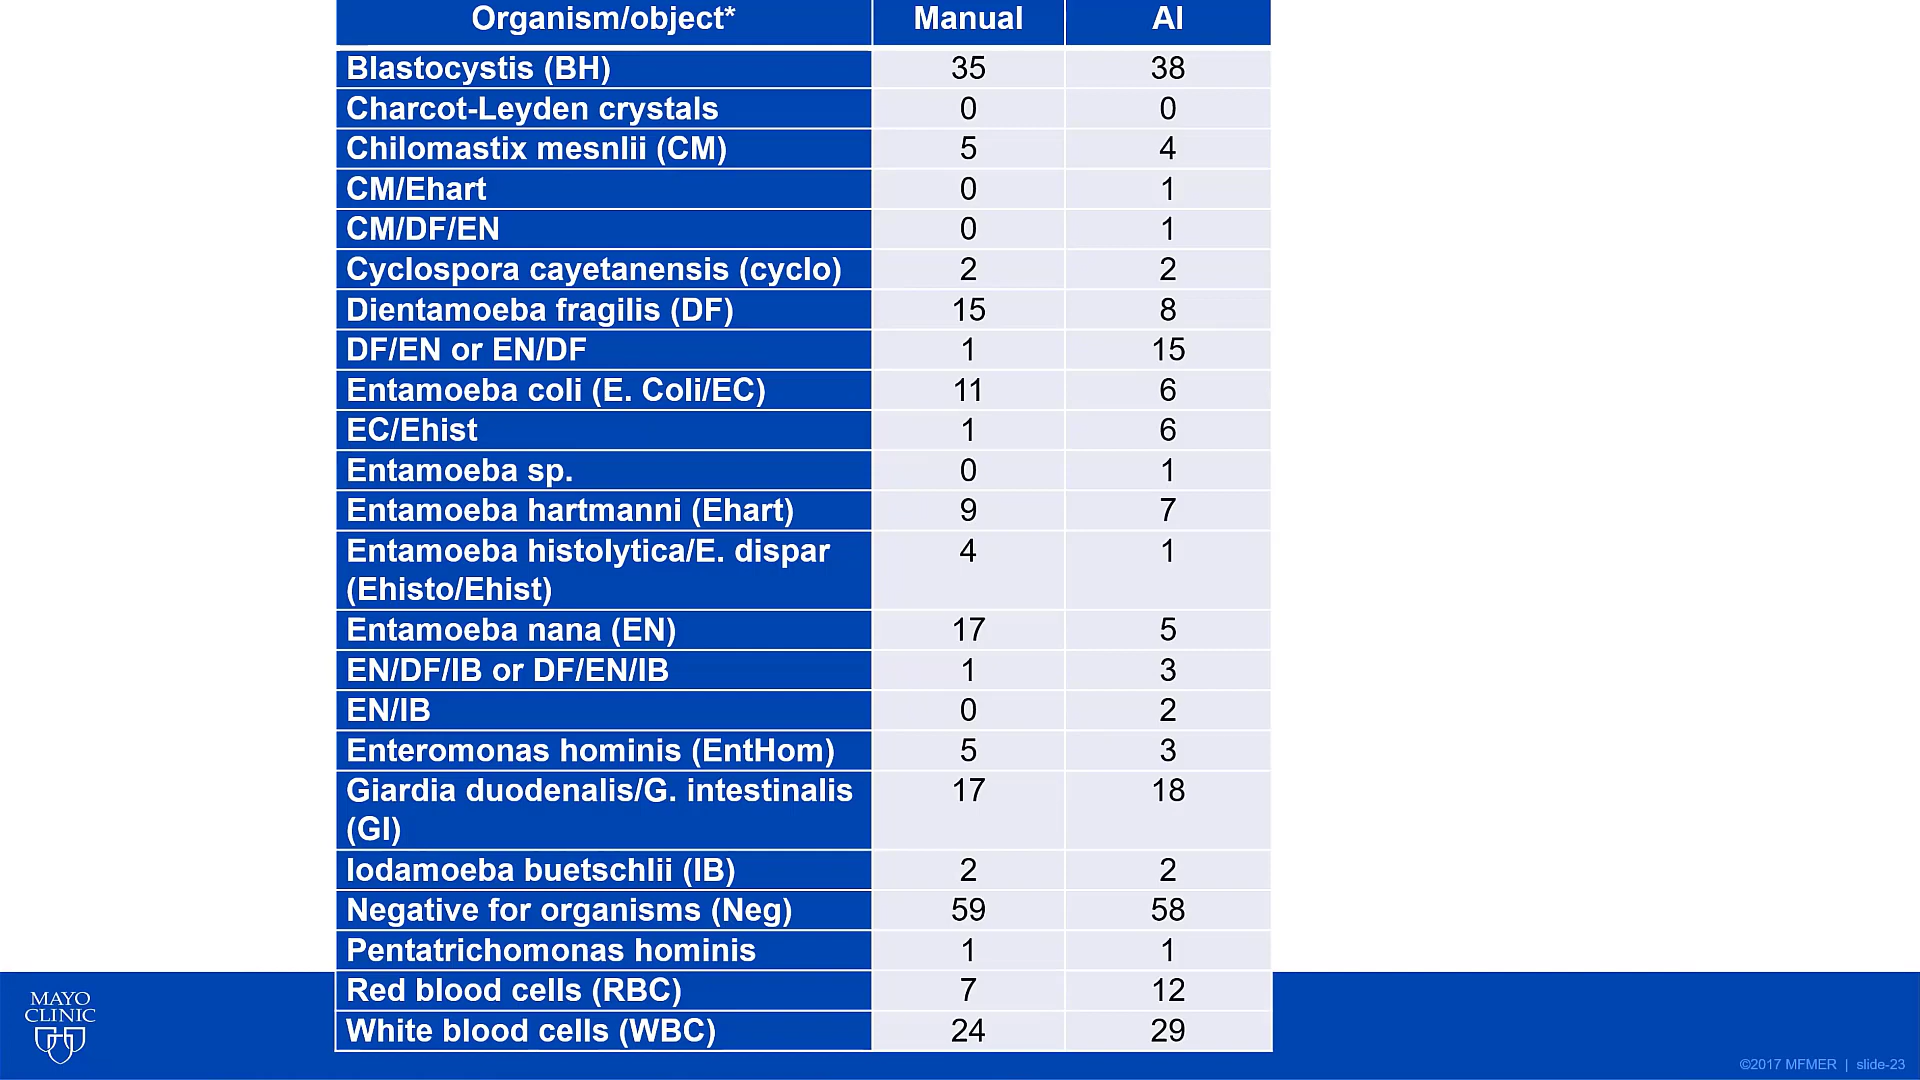 Organism/object* Manual AI
Blastocystis (BH) 35 38
Charcot-Leyden crystals 0 0
Chilomastix mesnlii (CM) 5 4
CM/Ehart 0 1
CM/DF/EN 0 1
Cyclospora cayetanensis (cyclo) 2 2
Dientamoeba fragilis (DF) 15 8
DF/EN or EN/DF 1 15
Entamoeba coli (E. Coli/EC) 11 6
EC/Ehist 1 6
Entamoeba sp. 0 1
Entamoeba hartmanni (Ehart) 9 7
Entamoeba histolytica/E. dispar 4 1
(Ehisto/Ehist)
Entamoeba nana (EN) 17 5
EN/DF/IB or DF/EN/IB 1 3
EN/IB 0 2
Enteromonas hominis (EntHom) 5 3
Giardia duodenalis/G. intestinalis 17 18
(GI)
Iodamoeba buetschlii (IB) 2 2
Negative for organisms (Neg) 59 58
Pentatrichomonas hominis 1 1
Red blood cells (RBC) 7 12
White blood cells (WBC) 24 29
MAYO
CLINIC
©2017 MFMER | slide-23